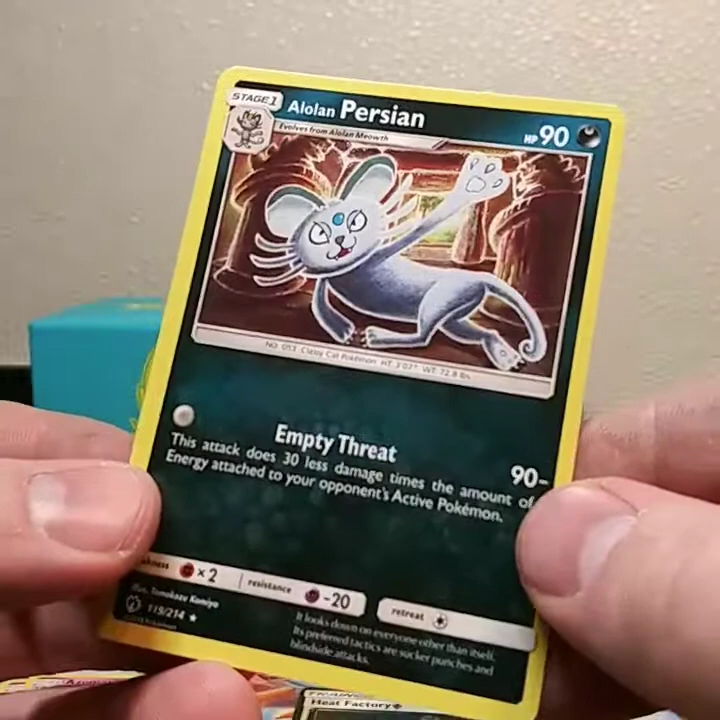 STAGE 1
Alolan Persian
HP 90
Evolves from Alolan Meowth
NO. 053 Classy Cat Pokémon HT: 3'07" WT: 72.8 lbs.
Empty Threat 90-
This attack does 30 less damage times the amount of
Energy attached to your opponent's Active Pokémon.
×2
resistance -20
retreat
Illus. Tomokazu Komiya
119/214
It looks down on everyone other than itself.
Its preferred tactics are sucker punches and
blindside attacks.
Heat Factory